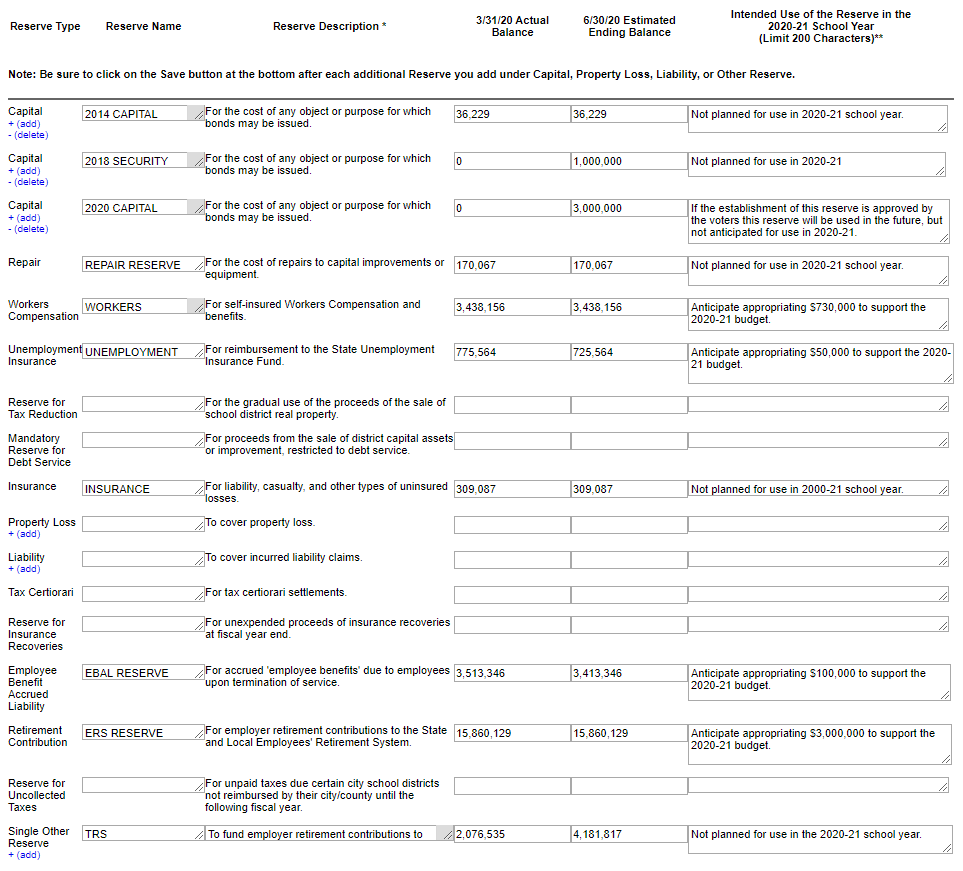 Reserve Type Reserve Name Reserve Description * 3/31/20 Actual Balance 6/30/20 Estimated Ending Balance Intended Use of the Reserve in the 2020-21 School Year (Limit 200 Characters)**
Note: Be sure to click on the Save button at the bottom after each additional Reserve you add under Capital, Property Loss, Liability, or Other Reserve.
Capital 2014 CAPITAL For the cost of any object or purpose for which 36,229 36,229 Not planned for use in 2020-21 school year.
+ (add) bonds may be issued.
- (delete)
Capital 2018 SECURITY For the cost of any object or purpose for which 0 1,000,000 Not planned for use in 2020-21
+ (add) bonds may be issued.
- (delete)
Capital 2020 CAPITAL For the cost of any object or purpose for which 0 3,000,000 If the establishment of this reserve is approved by
+ (add) bonds may be issued. the voters this reserve will be used in the future, but
- (delete) not anticipated for use in 2020-21.
Repair REPAIR RESERVE For the cost of repairs to capital improvements or 170,067 170,067 Not planned for use in 2020-21 school year.
equipment.
Workers WORKERS For self-insured Workers Compensation and 3,438,156 3,438,156 Anticipate appropriating $730,000 to support the
Compensation benefits. 2020-21 budget.
Unemployment UNEMPLOYMENT For reimbursement to the State Unemployment 775,564 725,564 Anticipate appropriating $50,000 to support the 2020-
Insurance Insurance Fund. 21 budget.
Reserve for For the gradual use of the proceeds of the sale of
Tax Reduction school district real property.
Mandatory For proceeds from the sale of district capital assets
Reserve for or improvement, restricted to debt service.
Debt Service
Insurance INSURANCE For liability, casualty, and other types of uninsured 309,087 309,087 Not planned for use in 2000-21 school year.
losses.
Property Loss To cover property loss.
+ (add)
Liability To cover incurred liability claims.
+ (add)
Tax Certiorari For tax certiorari settlements.
Reserve for For unexpended proceeds of insurance recoveries
Insurance at fiscal year end.
Recoveries
Employee EBAL RESERVE For accrued 'employee benefits' due to employees 3,513,346 3,413,346 Anticipate appropriating $100,000 to support the
Benefit upon termination of service. 2020-21 budget.
Accrued
Liability
Retirement ERS RESERVE For employer retirement contributions to the State 15,860,129 15,860,129 Anticipate appropriating $3,000,000 to support the
Contribution and Local Employees' Retirement System. 2020-21 budget.
Reserve for For unpaid taxes due certain city school districts
Uncollected not reimbursed by their city/county until the
Taxes following fiscal year.
Single Other TRS To fund employer retirement contributions to 2,076,535 4,181,817 Not planned for use in the 2020-21 school year.
Reserve
+ (add)